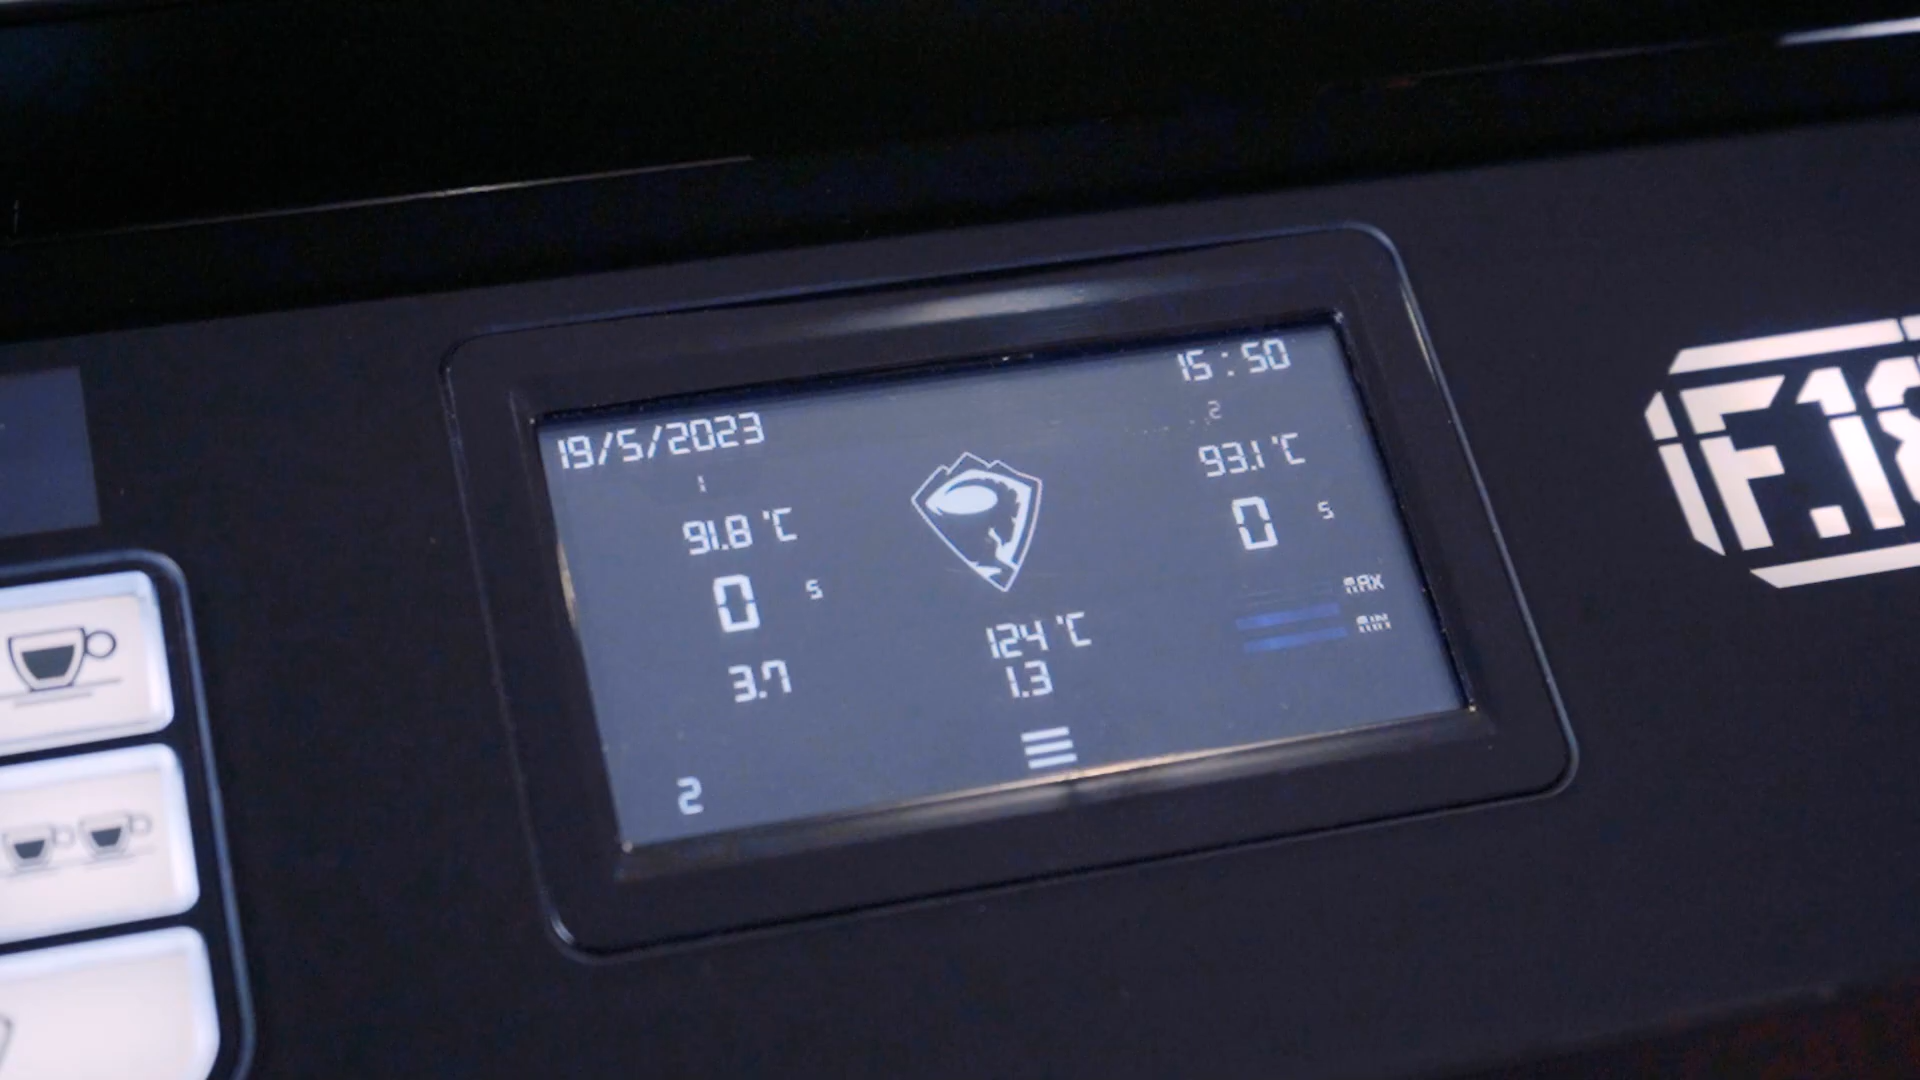 15:50
19/5/2023
1
2
91.8 °C
93.1 °C
0 s
0 s
MAX
MIN
124 °C
3.7
1.3
2
F.18